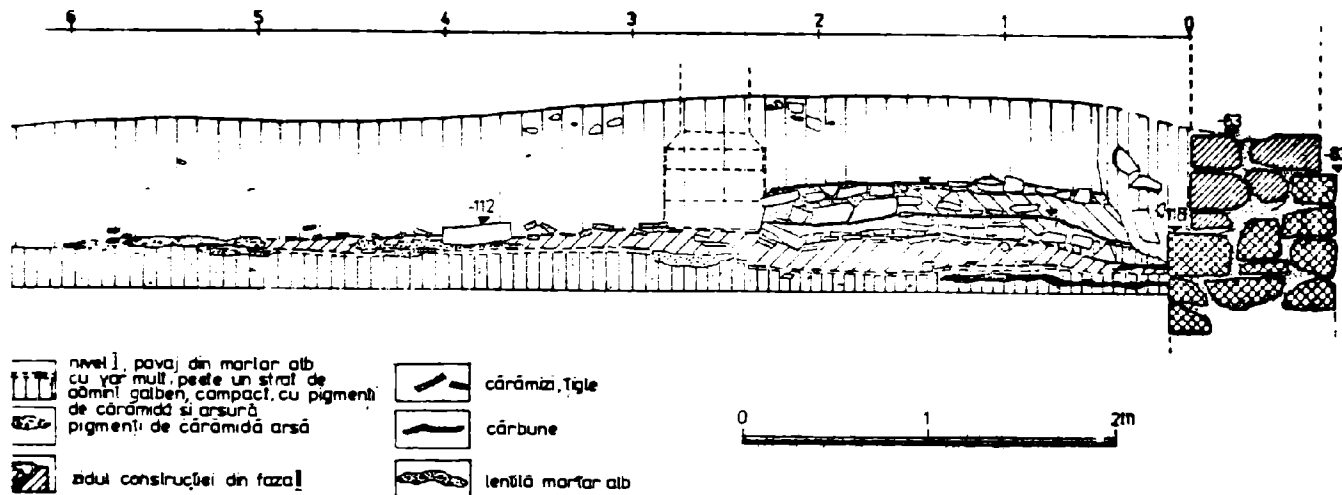 6 5 4 3 2 1 0
-112
nivel I, pavaj din mortar alb
cu var mult, peste un strat de
pămînt galben, compact, cu pigmenți
de cărămidă si arsură
pigmenți de cărămidă arsă
zidul construcției din faza I
cărămizi, țigle
cărbune
lentilă mortar alb
0 1 2m